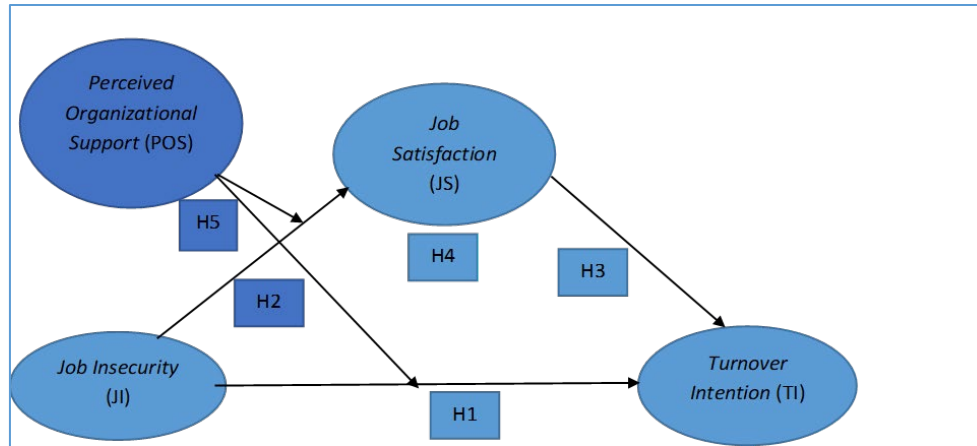 Perceived
Organizational
Support (POS)
Job
Satisfaction
(JS)
H5
H4
H3
H2
Job Insecurity
(JI)
Turnover
Intention (TI)
H1